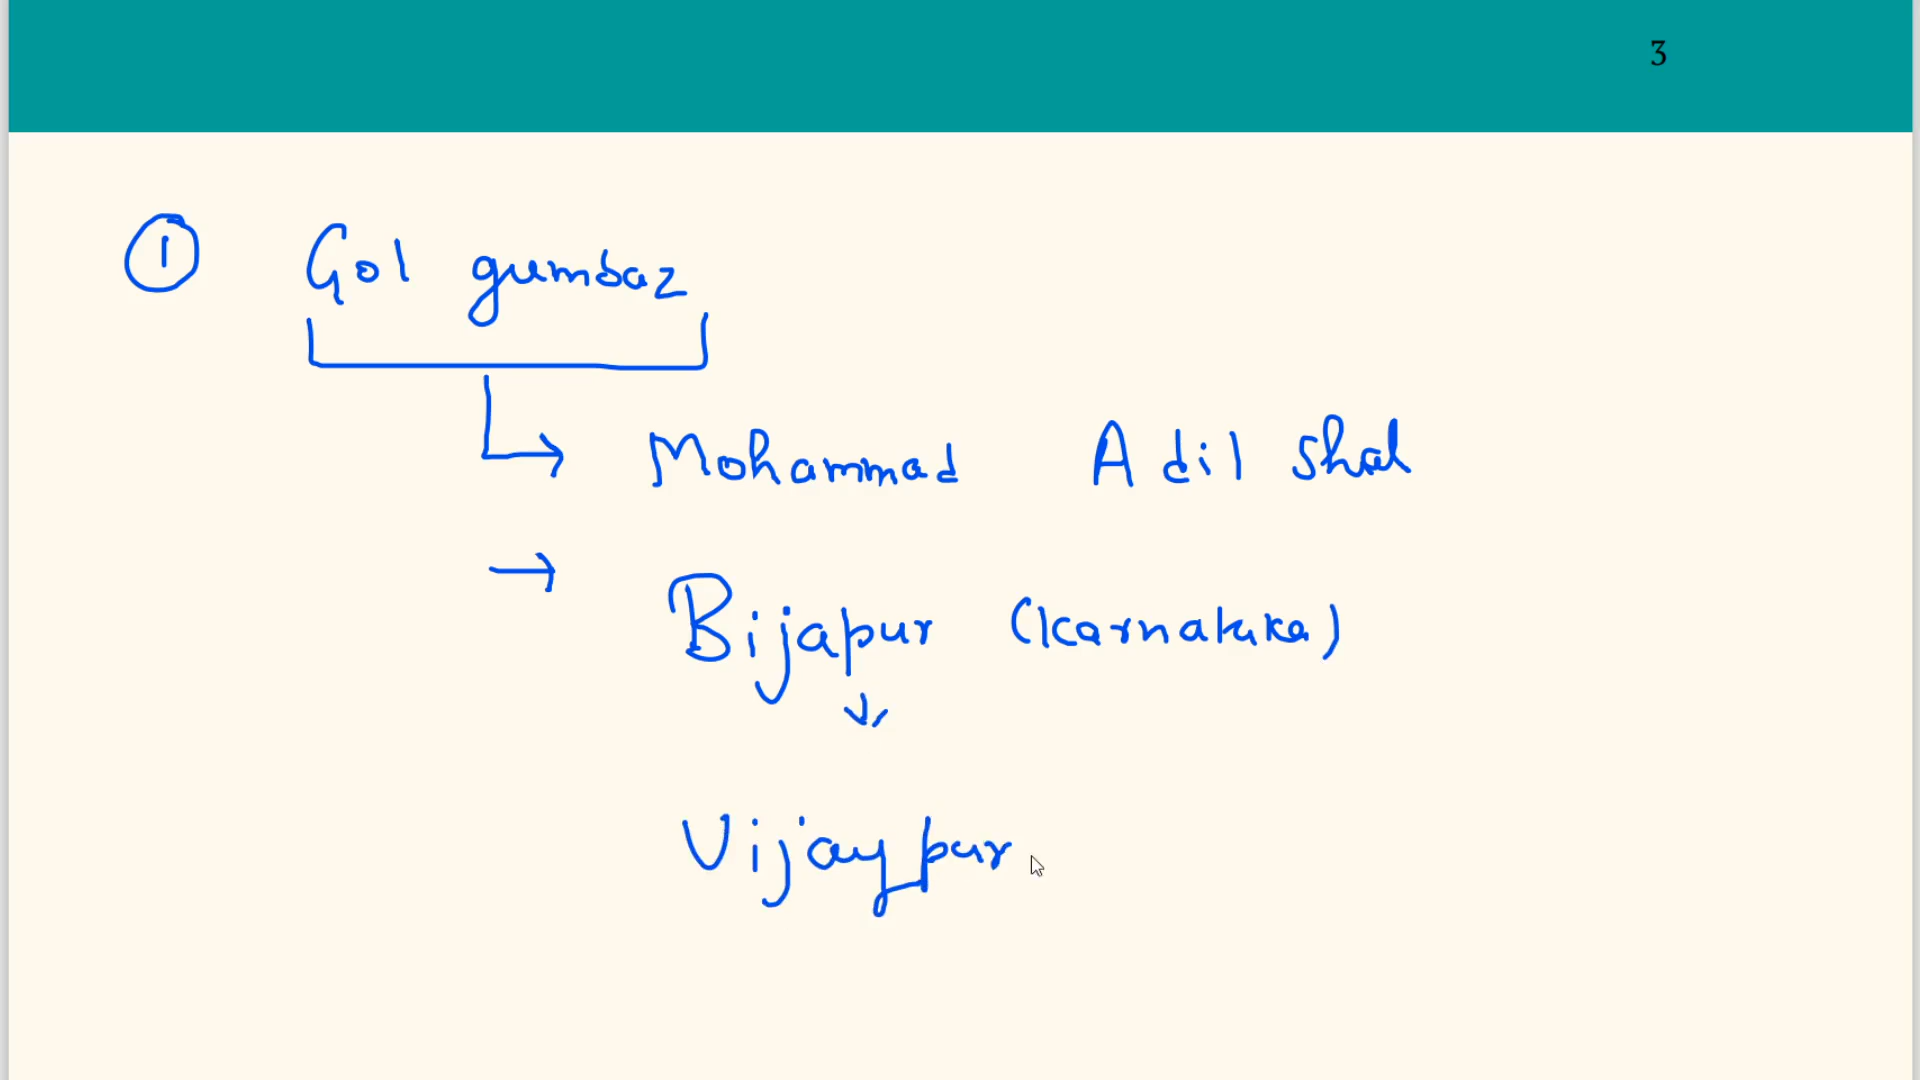 3
① Gol gumbaz
→ Mohammad Adil Shah
→ Bijapur (Karnataka)
↓
Vijaypur